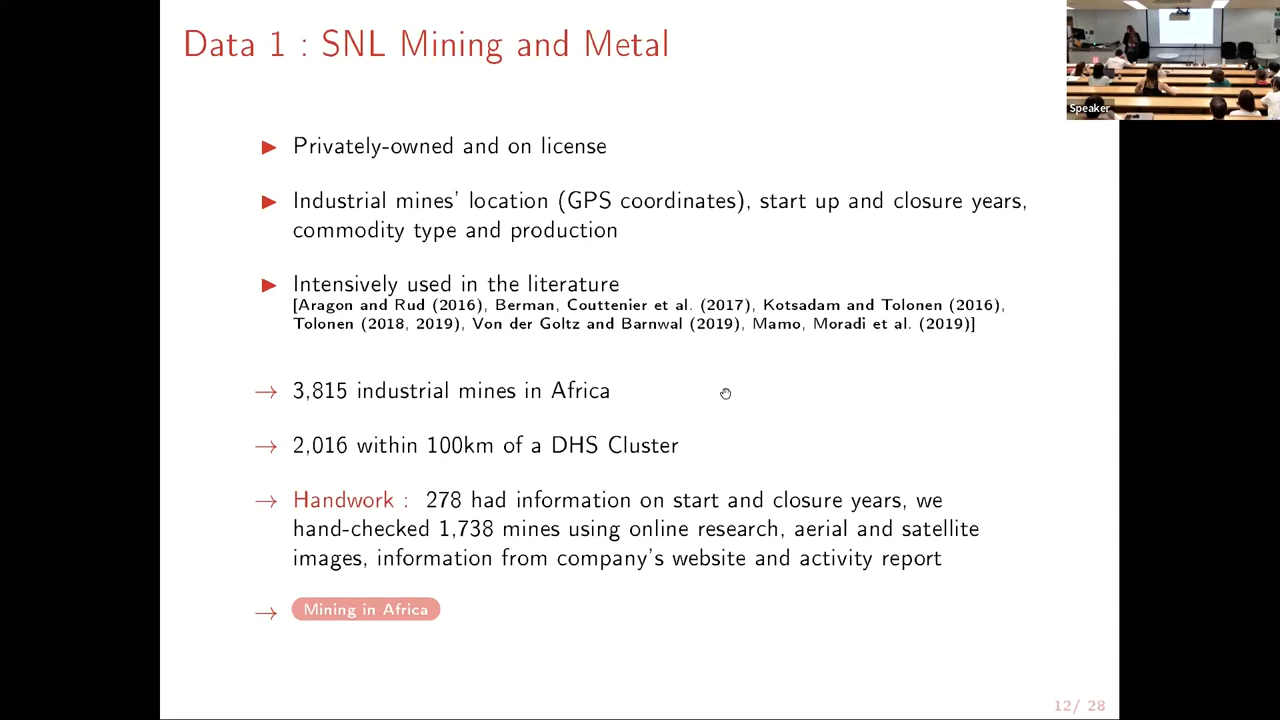 Data 1 : SNL Mining and Metal
Speaker
▶ Privately-owned and on license
▶ Industrial mines' location (GPS coordinates), start up and closure years,
commodity type and production
▶ Intensively used in the literature
[Aragon and Rud (2016), Berman, Couttenier et al. (2017), Kotsadam and Tolonen (2016),
Tolonen (2018, 2019), Von der Goltz and Barnwal (2019), Mamo, Moradi et al. (2019)]
→ 3,815 industrial mines in Africa
→ 2,016 within 100km of a DHS Cluster
→ Handwork : 278 had information on start and closure years, we
hand-checked 1,738 mines using online research, aerial and satellite
images, information from company's website and activity report
→ Mining in Africa
12/ 28